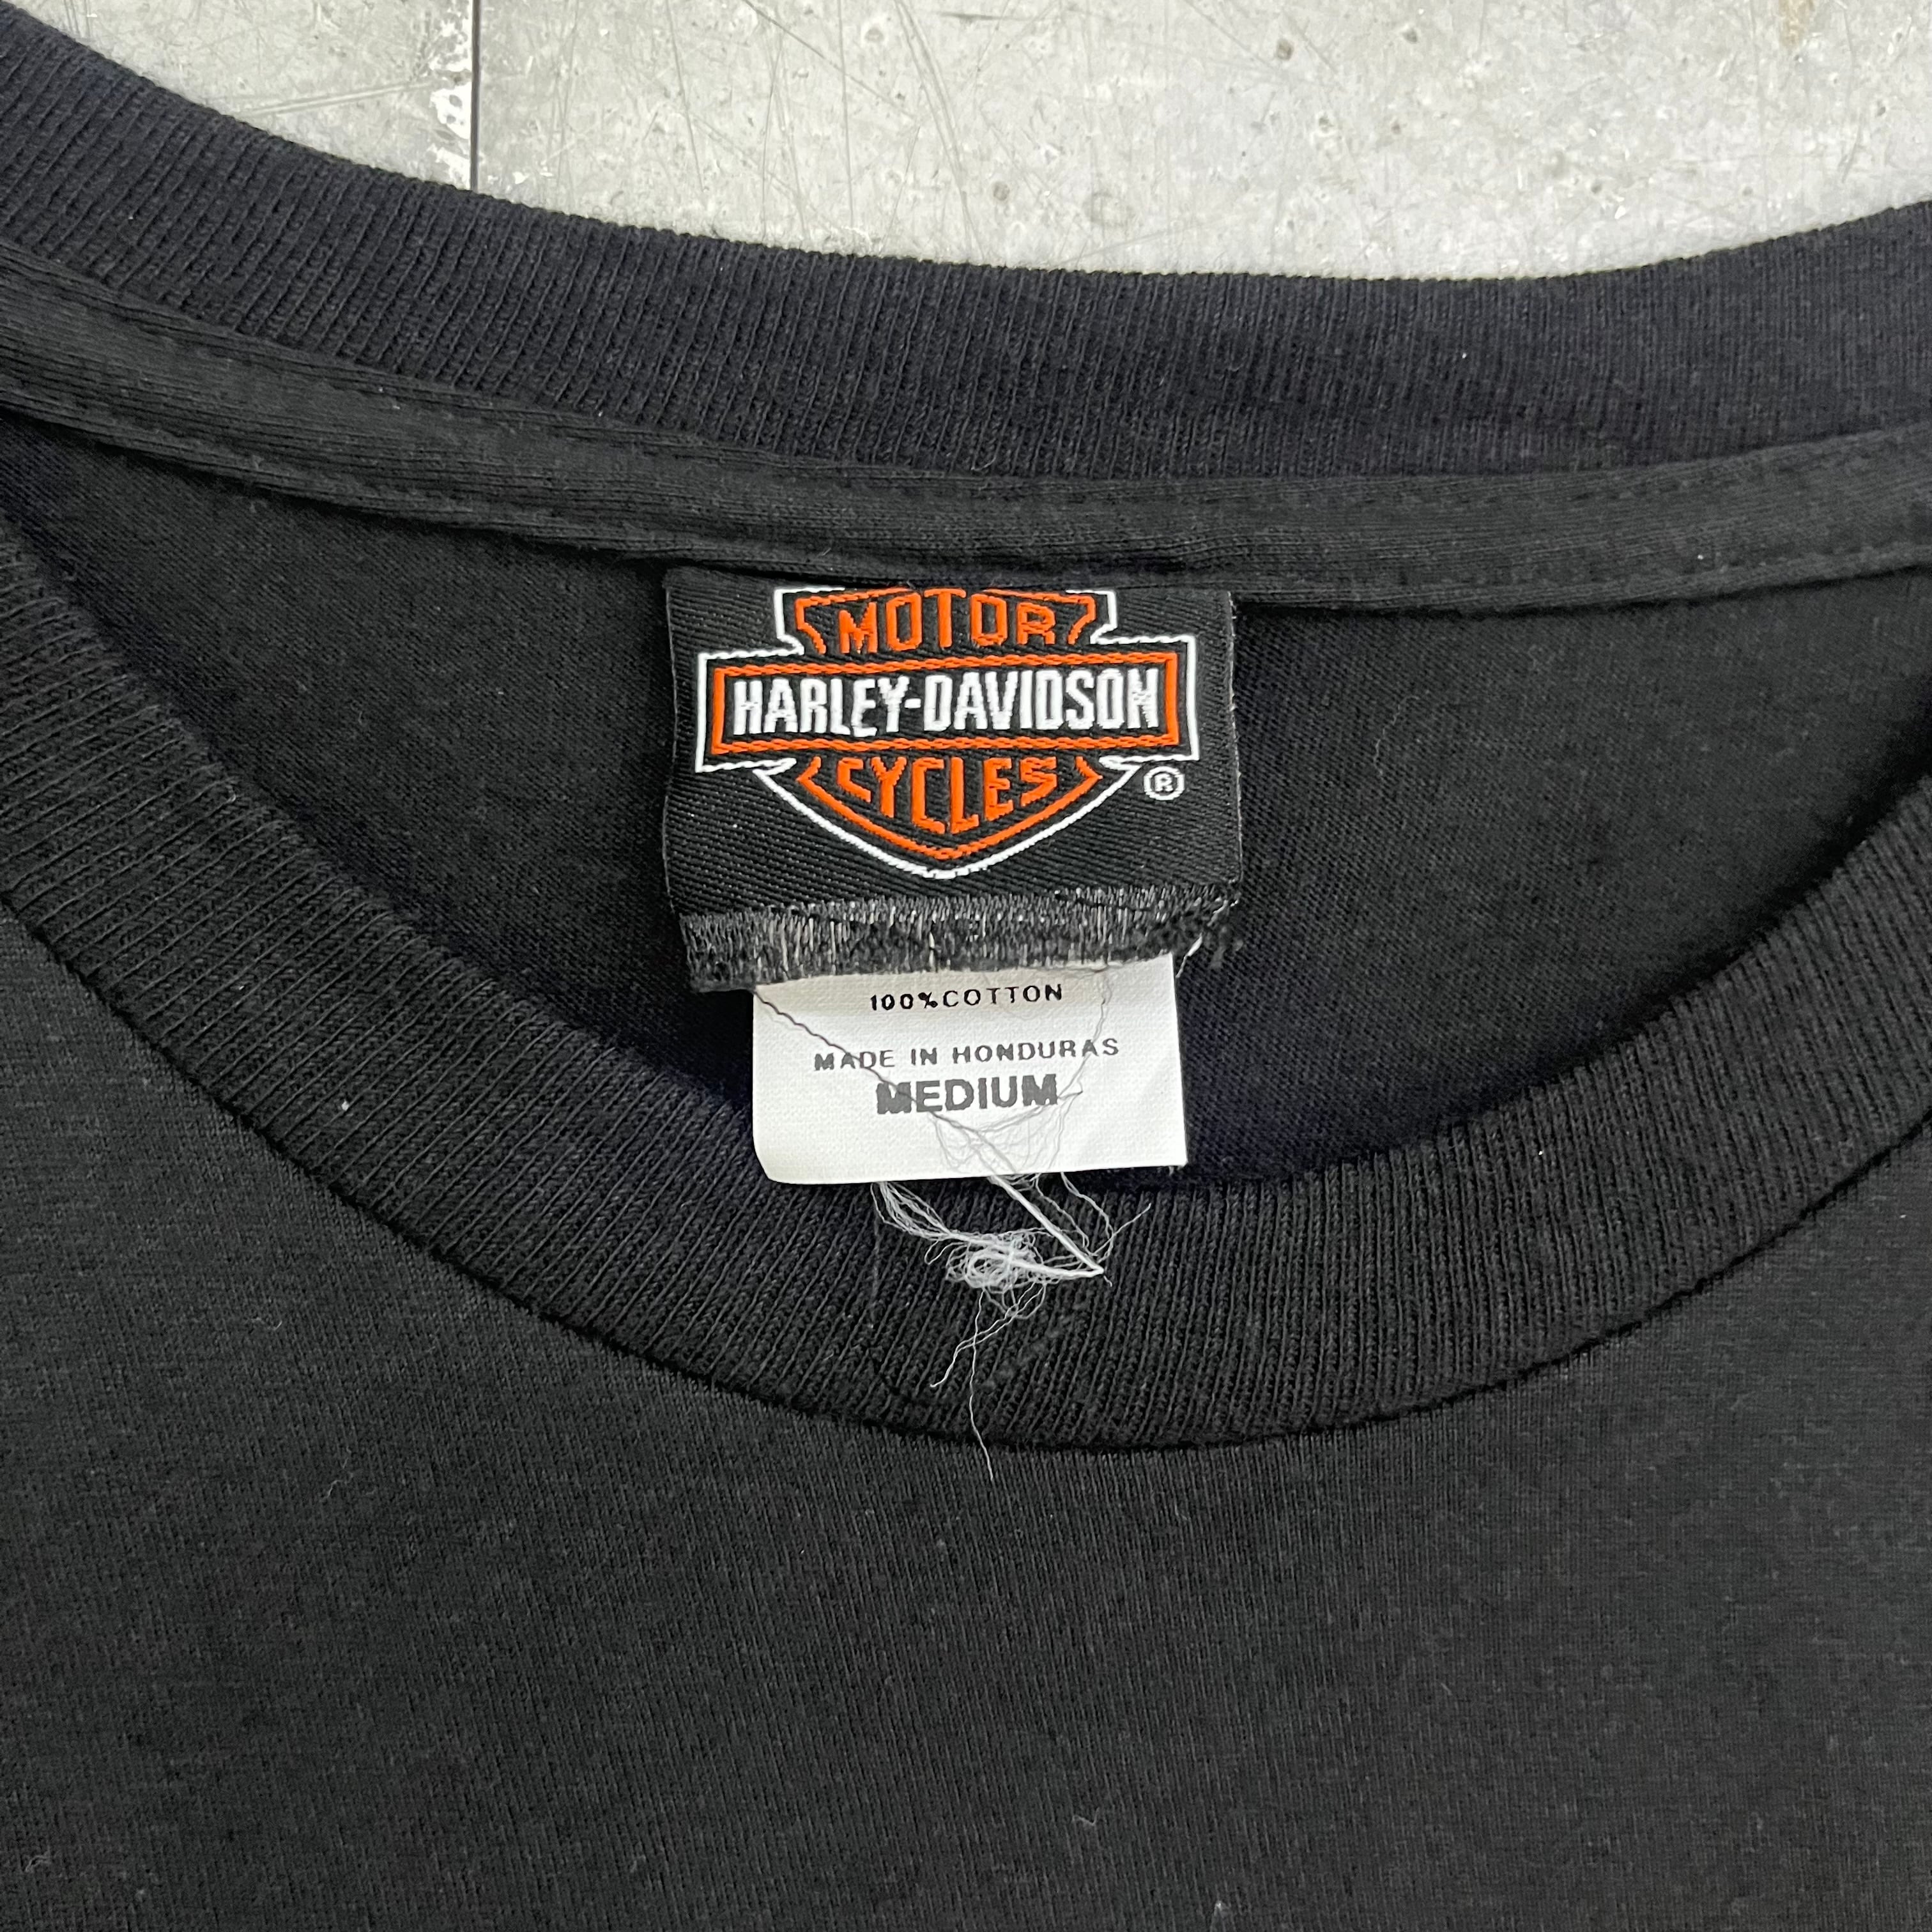 MOTOR
HARLEY-DAVIDSON
CYCLES
®
100%COTTON
MADE IN HONDURAS
MEDIUM